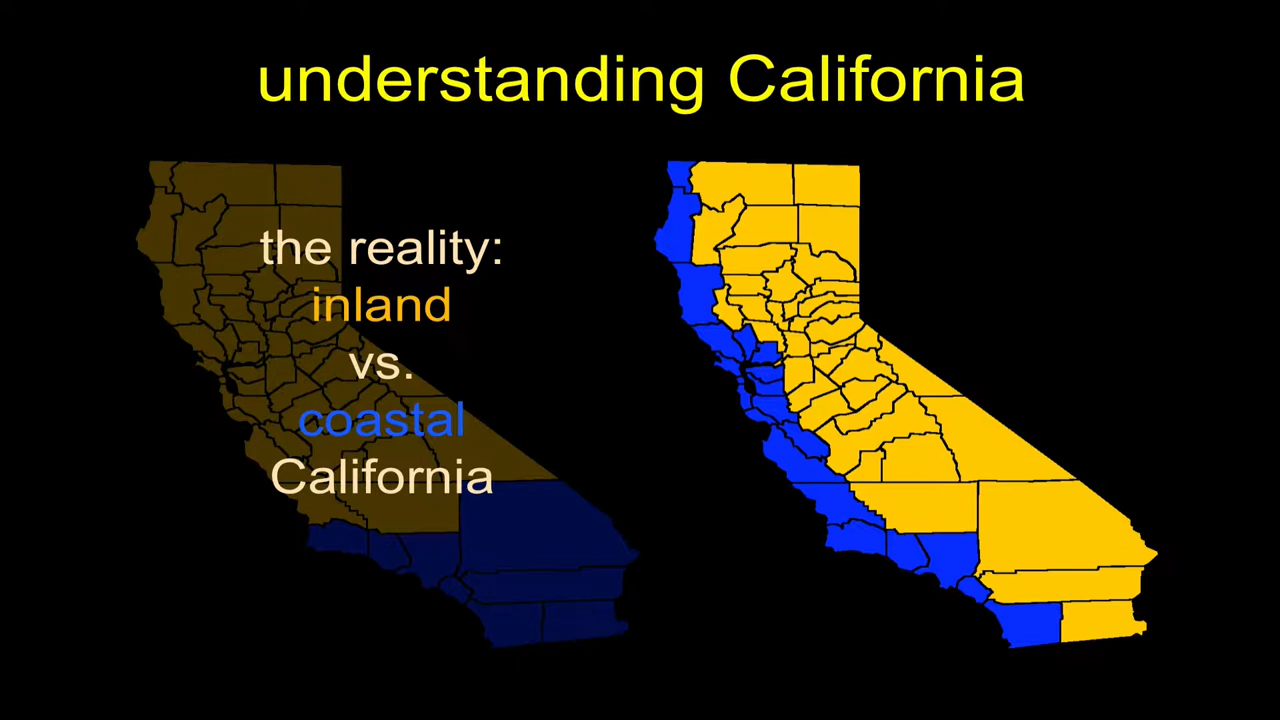 understanding California
the reality:
inland
vs.
coastal
California